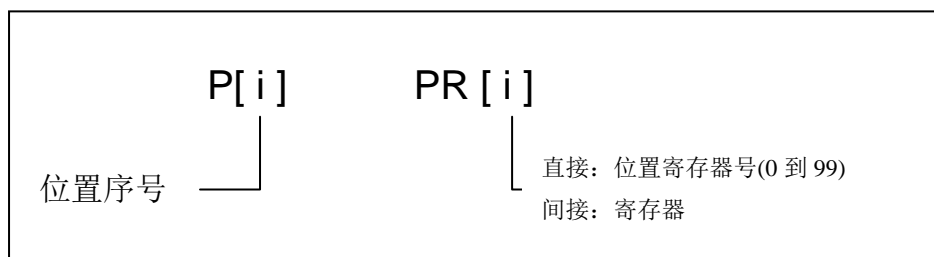 P[ i ] PR [ i ]
位置序号
直接：位置寄存器号(0 到 99)
间接：寄存器